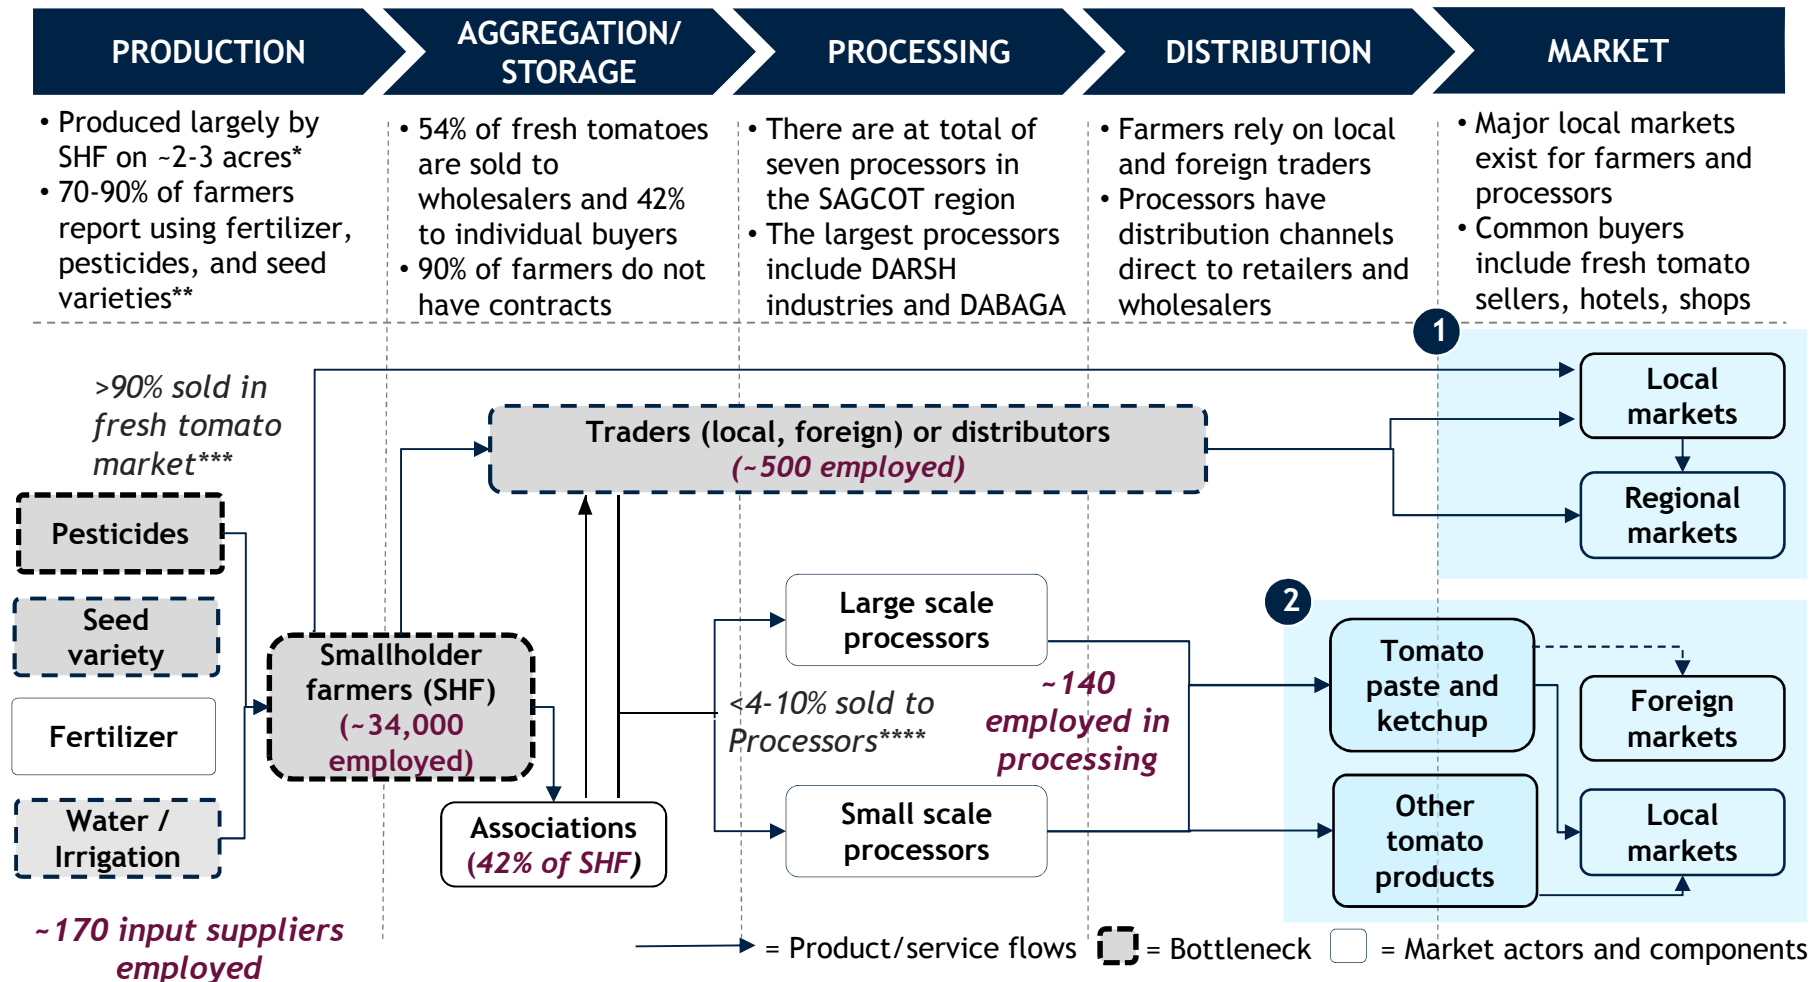 PRODUCTION
AGGREGATION/
STORAGE
PROCESSING
DISTRIBUTION
MARKET
• Produced largely by
SHF on ~2-3 acres*
• 70-90% of farmers
report using fertilizer,
pesticides, and seed
varieties**
• 54% of fresh tomatoes
are sold to
wholesalers and 42%
to individual buyers
• 90% of farmers do not
have contracts
• There are at total of
seven processors in
the SAGCOT region
• The largest processors
include DARSH
industries and DABAGA
• Farmers rely on local
and foreign traders
• Processors have
distribution channels
direct to retailers and
wholesalers
• Major local markets
exist for farmers and
processors
• Common buyers
include fresh tomato
sellers, hotels, shops
1
>90% sold in
fresh tomato
market***
Traders (local, foreign) or distributors
(~500 employed)
Local
markets
Regional
markets
Pesticides
Seed
variety
Fertilizer
Water /
Irrigation
Smallholder
farmers (SHF)
(~34,000
employed)
Associations
(42% of SHF)
Large scale
processors
<4-10% sold to
Processors****
Small scale
processors
~140
employed in
processing
2
Tomato
paste and
ketchup
Other
tomato
products
Foreign
markets
Local
markets
~170 input suppliers
employed
= Product/service flows
= Bottleneck
= Market actors and components